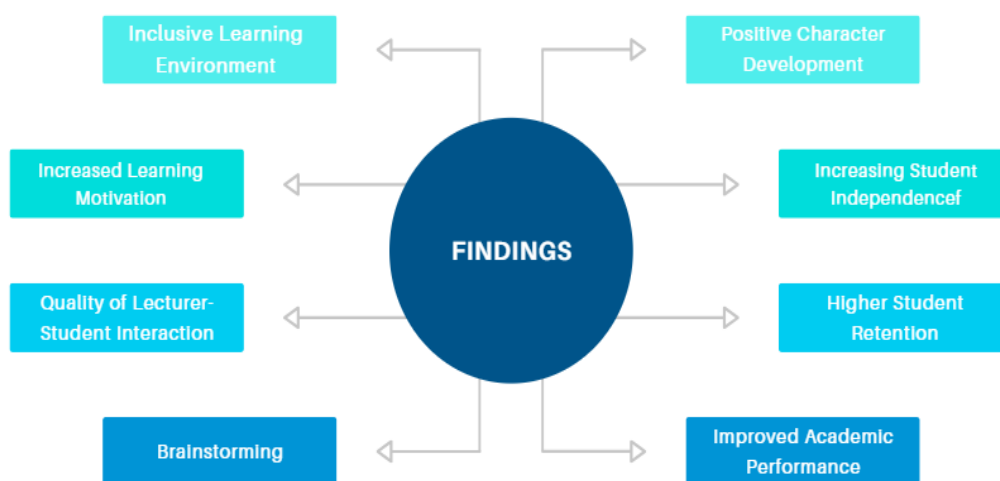 Inclusive Learning
Environment
Positive Character
Development
Increased Learning
Motivation
Increasing Student
Independencef
FINDINGS
Quality of Lecturer-
Student Interaction
Higher Student
Retention
Brainstorming
Improved Academic
Performance